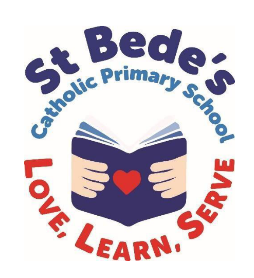 St Bede's
Catholic Primary School
LOVE, LEARN, SERVE